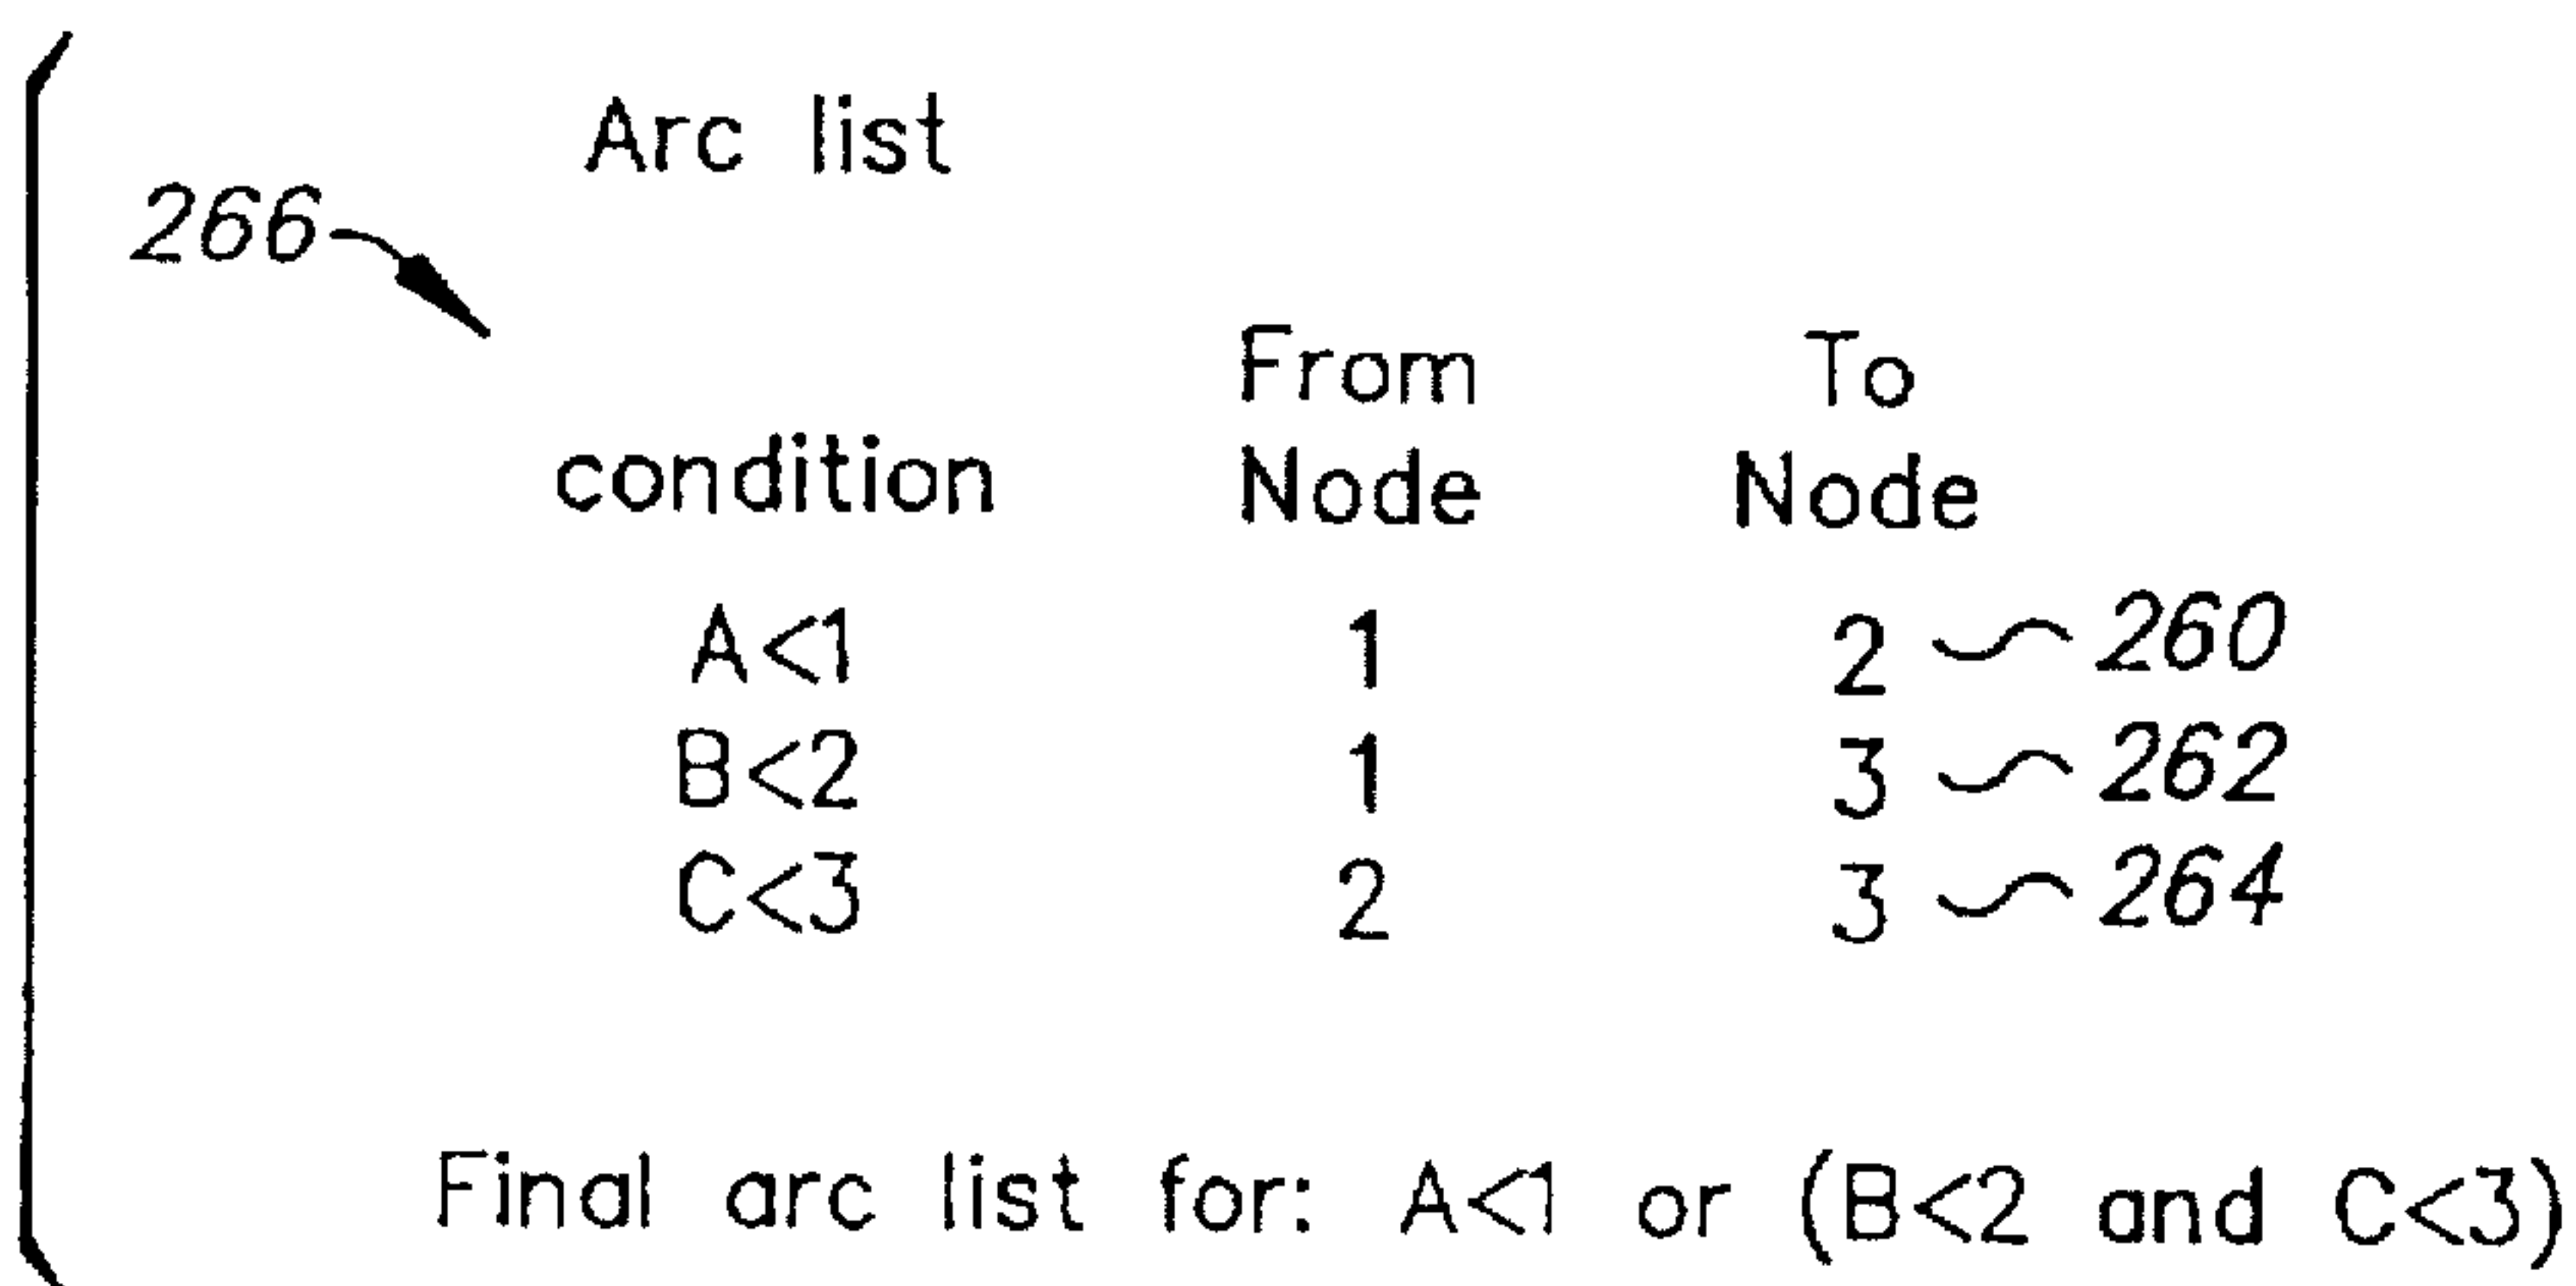 Arc list
266
From To
condition Node Node
A<1 1 2 260
B<2 1 3 262
C<3 2 3 264
Final arc list for: A<1 or (B<2 and C<3)